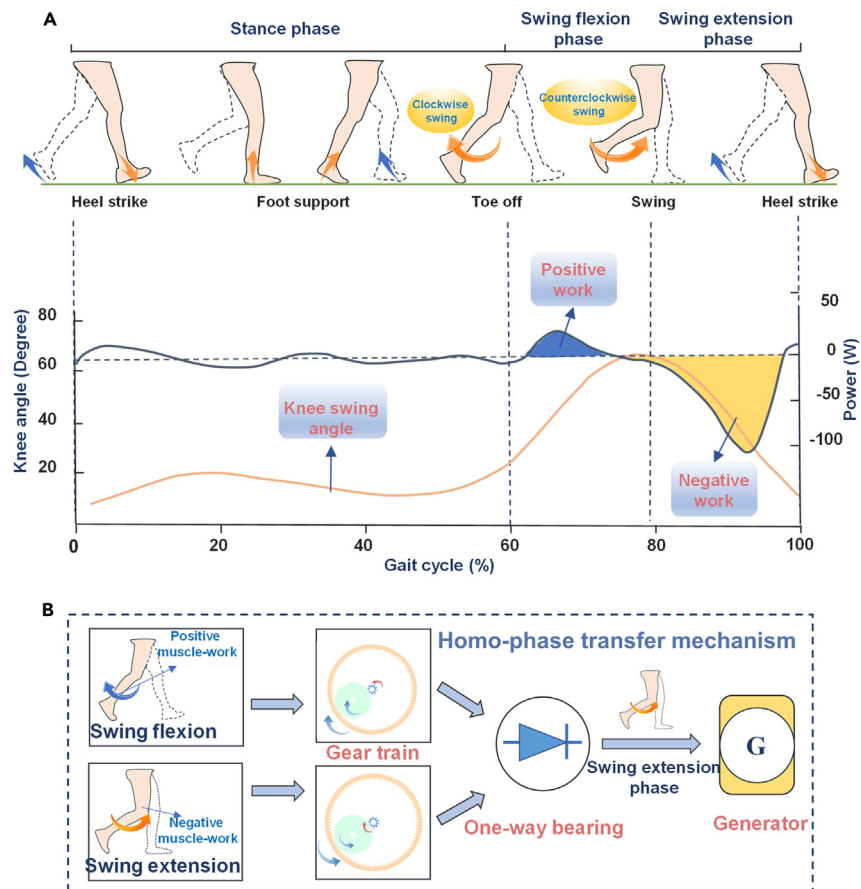 A
Stance phase
Swing flexion
phase
Swing extension
phase
Clockwise
swing
Counterclockwise
swing
Heel strike
Foot support
Toe off
Swing
Heel strike
Positive
work
Knee swing
angle
Negative
work
Knee angle (Degree)
80
60
40
20
Power (W)
50
0
-50
-100
0
20
40
60
80
100
Gait cycle (%)
B
Homo-phase transfer mechanism
Positive
muscle-work
Swing flexion
Gear train
Negative
muscle-work
Swing extension
One-way bearing
Swing extension
phase
G
Generator